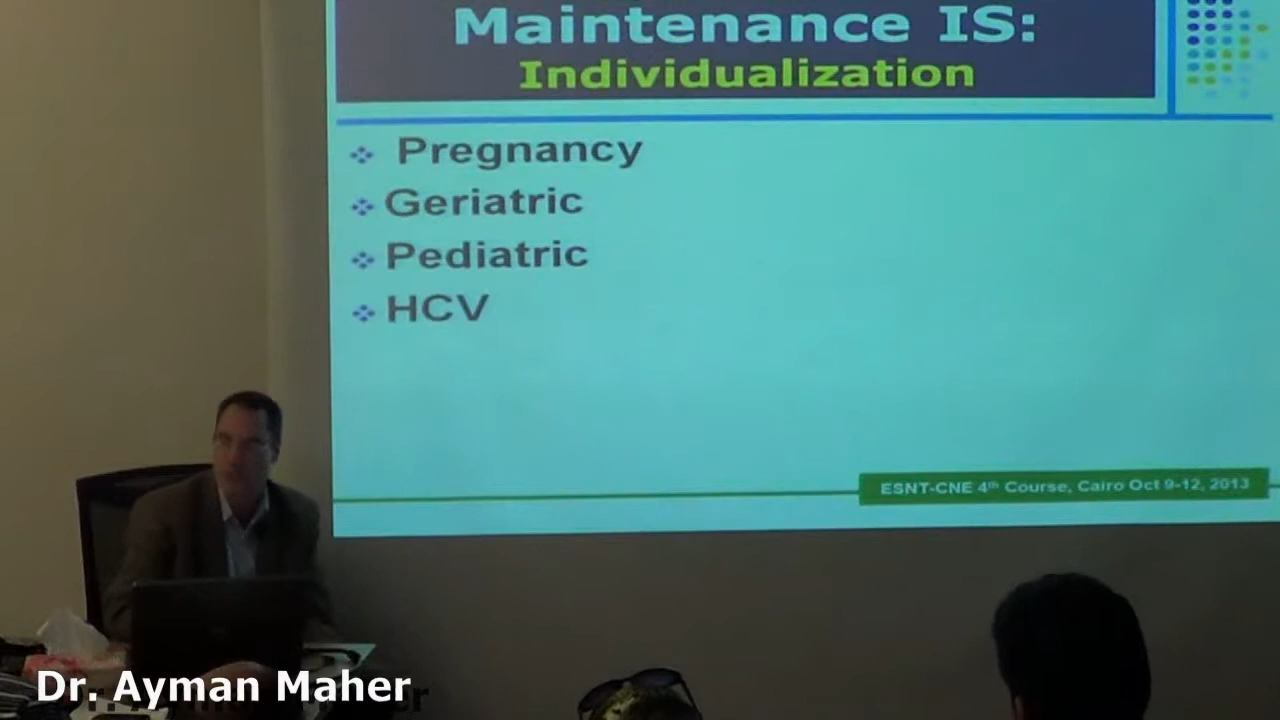 Maintenance IS:
Individualization
Pregnancy
Geriatric
Pediatric
HCV
ESNT-CNE 4th Course, Cairo Oct 9-12, 2013
Dr. Ayman Maher